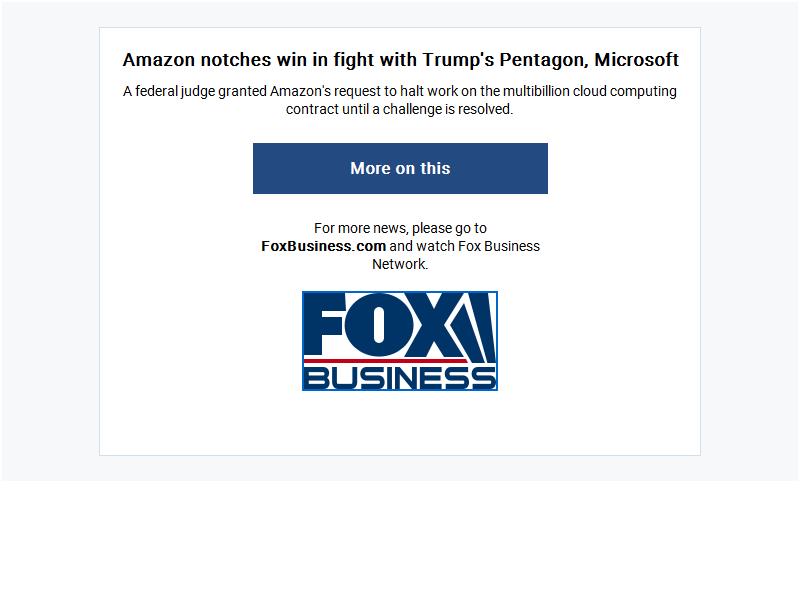 Amazon notches win in fight with Trump's Pentagon, Microsoft
A federal judge granted Amazon's request to halt work on the multibillion cloud computing
contract until a challenge is resolved.
More on this
For more news, please go to
FoxBusiness.com and watch Fox Business
Network.
FOX
BUSINESS